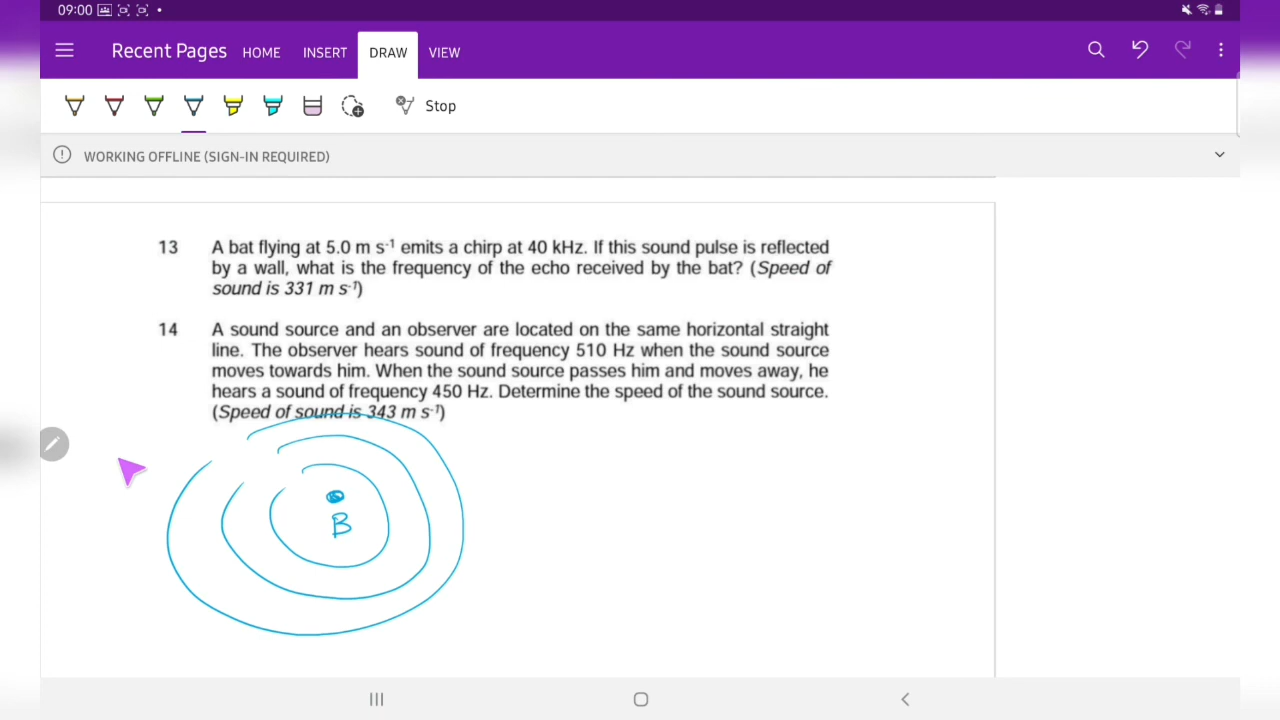 09:00
Recent Pages HOME INSERT DRAW VIEW
Stop
WORKING OFFLINE (SIGN-IN REQUIRED)
13 A bat flying at 5.0 m s⁻¹ emits a chirp at 40 kHz. If this sound pulse is reflected
by a wall, what is the frequency of the echo received by the bat? (Speed of
sound is 331 m s⁻¹)
14 A sound source and an observer are located on the same horizontal straight
line. The observer hears sound of frequency 510 Hz when the sound source
moves towards him. When the sound source passes him and moves away, he
hears a sound of frequency 450 Hz. Determine the speed of the sound source.
(Speed of sound is 343 m s⁻¹)
B